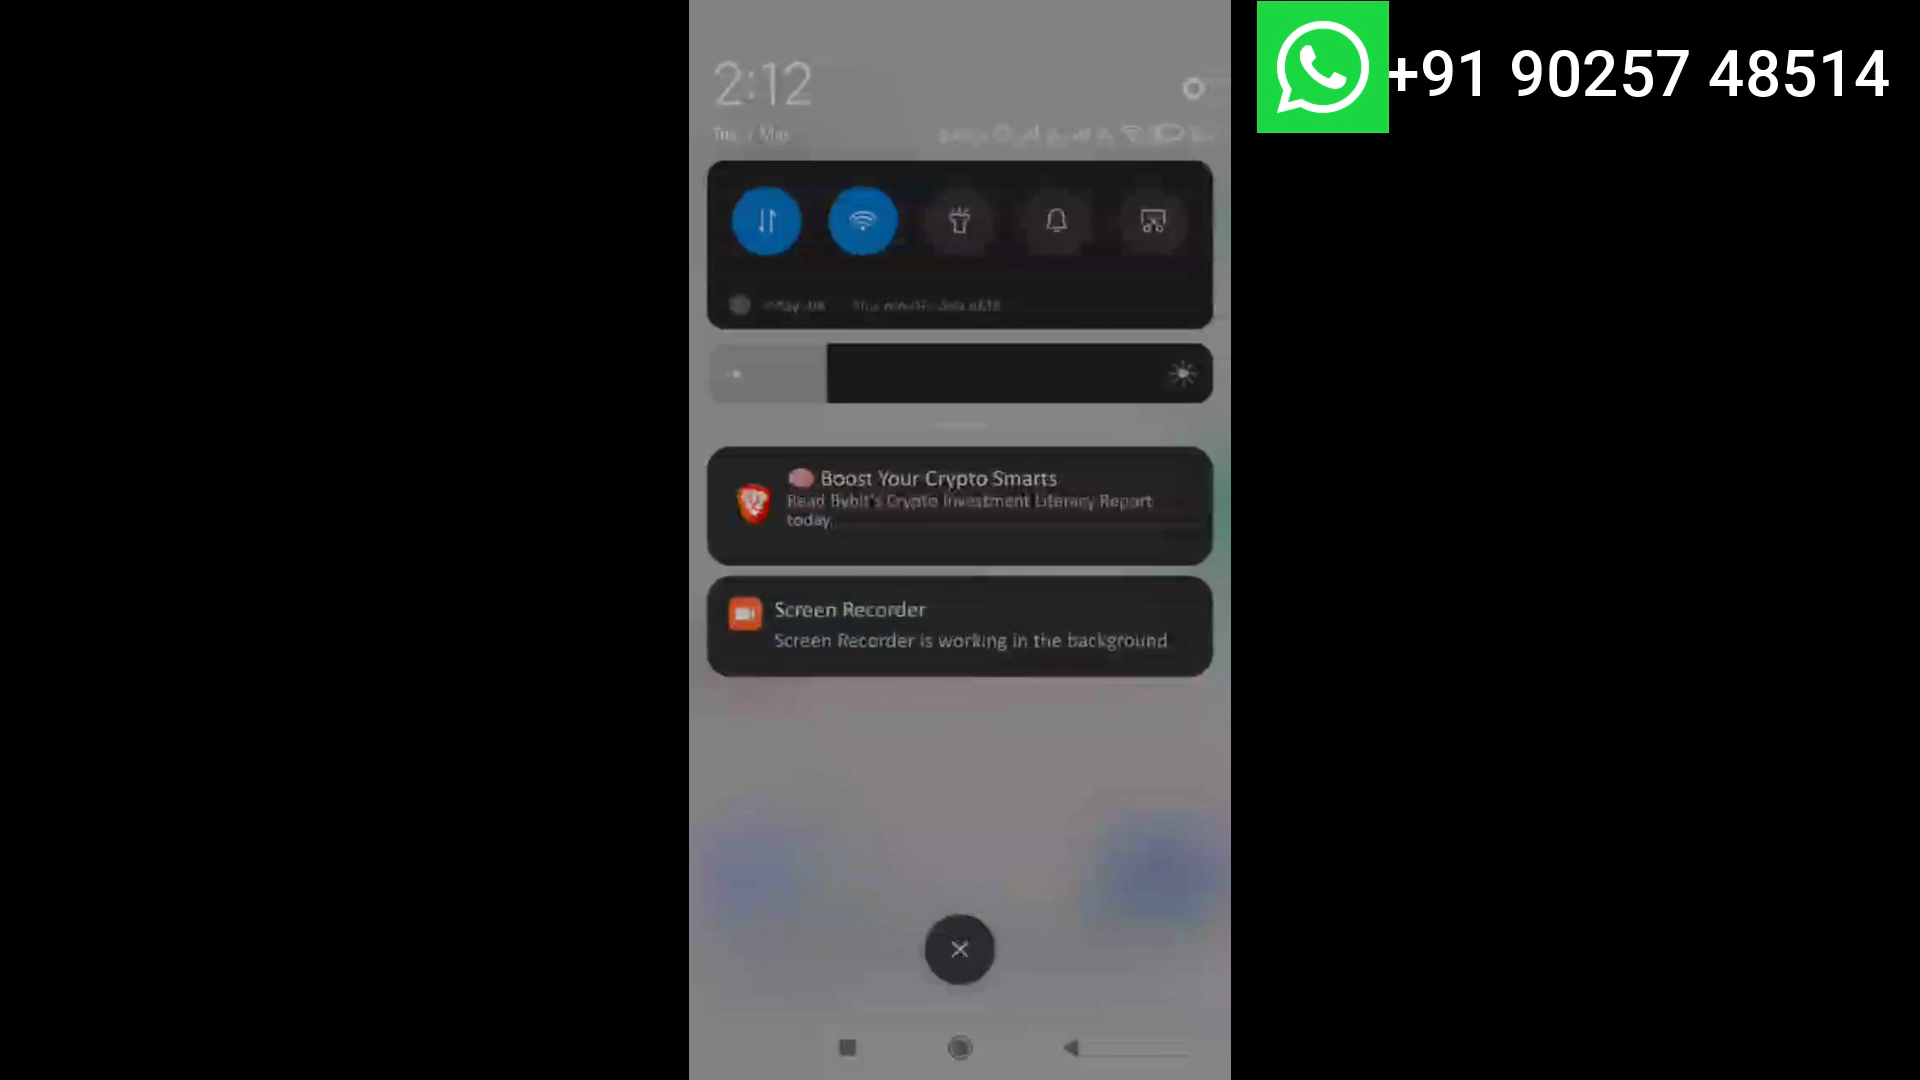 +91 90257 48514
2:12
Boost Your Crypto Smarts
Read Bybit's Crypto Investment Literacy Report
today
Screen Recorder
Screen Recorder is working in the background